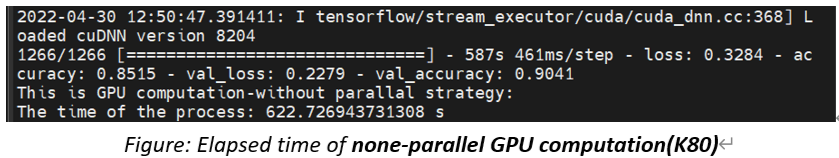 2022-04-30 12:50:47.391411: I tensorflow/stream_executor/cuda/cuda_dnn.cc:368] L
oaded cuDNN version 8204
1266/1266 [==============================] - 587s 461ms/step - loss: 0.3284 - ac
curacy: 0.8515 - val_loss: 0.2279 - val_accuracy: 0.9041
This is GPU computation-without parallal strategy:
The time of the process: 622.726943731308 s
Figure: Elapsed time of none-parallel GPU computation(K80)